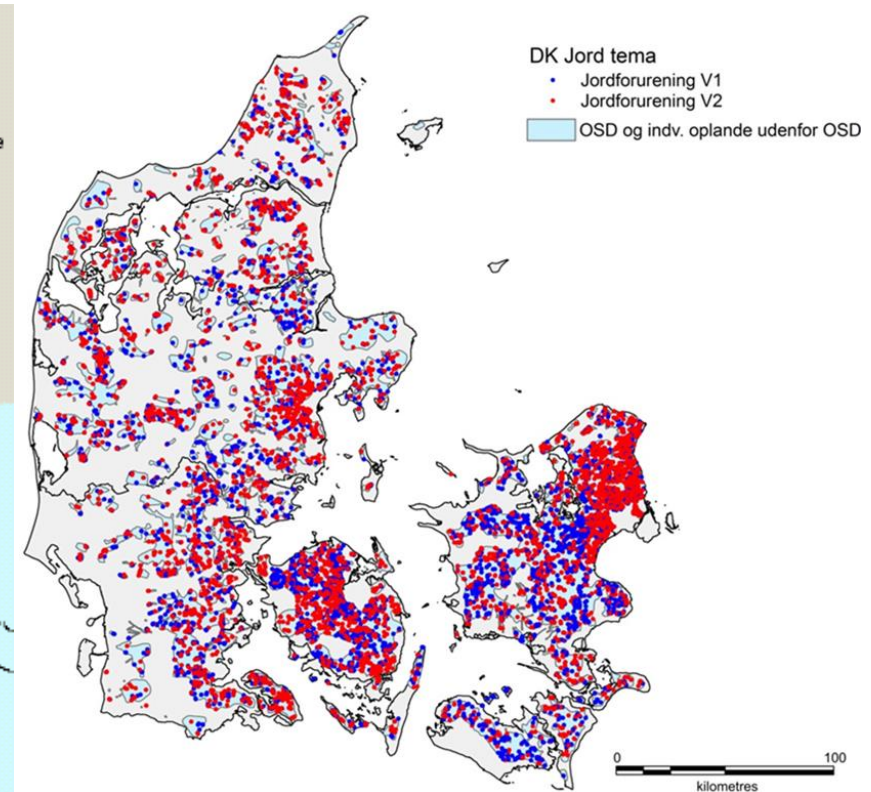 DK Jord tema
Jordforurening V1
Jordforurening V2
OSD og indv. oplande udenfor OSD
0 100
kilometres